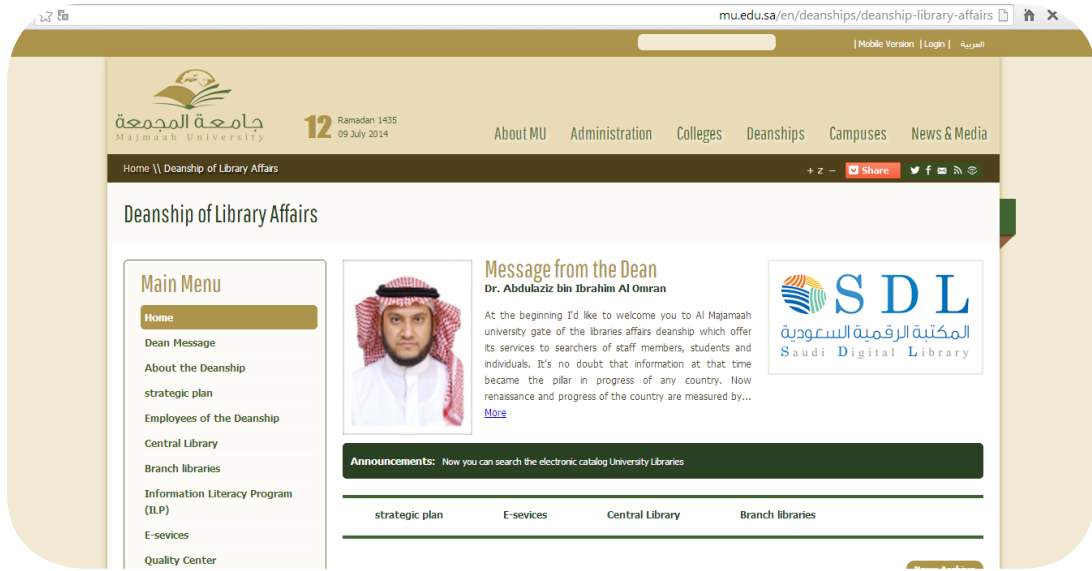 mu.edu.sa/en/deanships/deanship-library-affairs
| Mobile Version | Login | العربية
جامعة المجمعة
Majmaah University
12 Ramadan 1435
09 July 2014
About MU Administration Colleges Deanships Campuses News & Media
Home \\ Deanship of Library Affairs
+ z – Share
Deanship of Library Affairs
Main Menu
Home
Dean Message
About the Deanship
strategic plan
Employees of the Deanship
Central Library
Branch libraries
Information Literacy Program
(ILP)
E-sevices
Quality Center
Message from the Dean
Dr. Abdulaziz bin Ibrahim Al Omran
At the beginning I'd like to welcome you to Al Majamaah
university gate of the libraries affairs deanship which offer
its services to searchers of staff members, students and
individuals. It's no doubt that information at that time
became the pillar in progress of any country. Now
renaissance and progress of the country are measured by...
More
SDL
المكتبة الرقمية السعودية
Saudi Digital Library
Announcements: Now you can search the electronic catalog University Libraries
strategic plan E-sevices Central Library Branch libraries